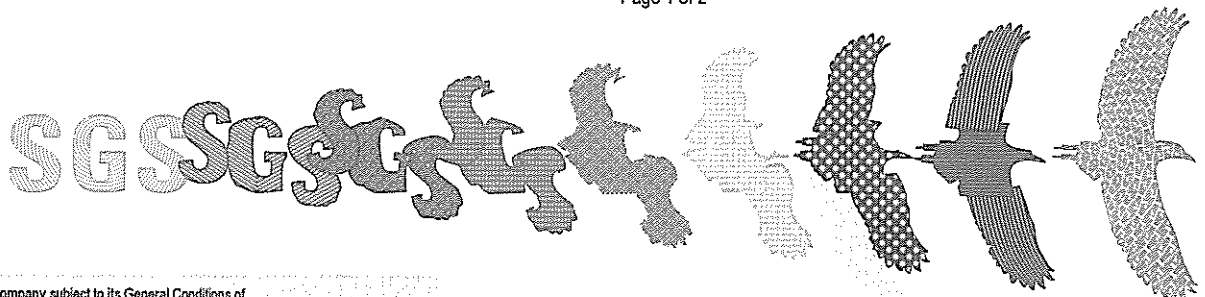 Page 1 of 2
SGS SGS
ompany subject to its General Conditions of